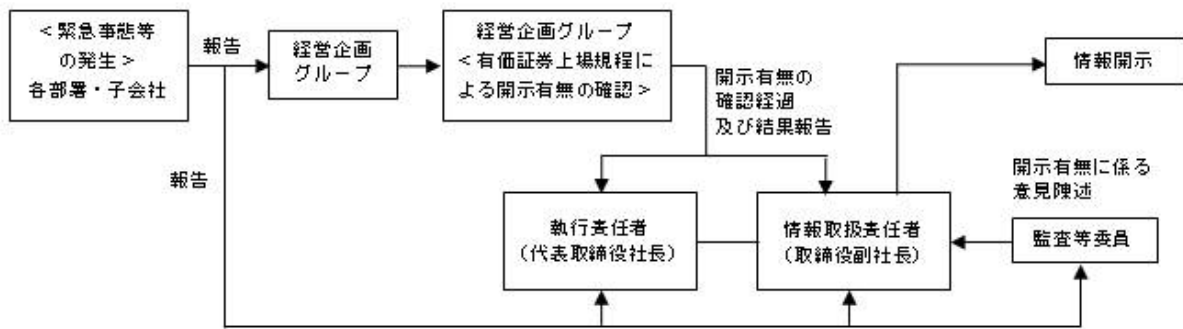 ＜緊急事態等
の発生＞
各部署・子会社
報告
経営企画
グループ
経営企画グループ
＜有価証券上場規程に
よる開示有無の確認＞
開示有無の
確認経過
及び結果報告
情報開示
報告
執行責任者
（代表取締役社長）
情報取扱責任者
（取締役副社長）
開示有無に係る
意見陳述
監査等委員